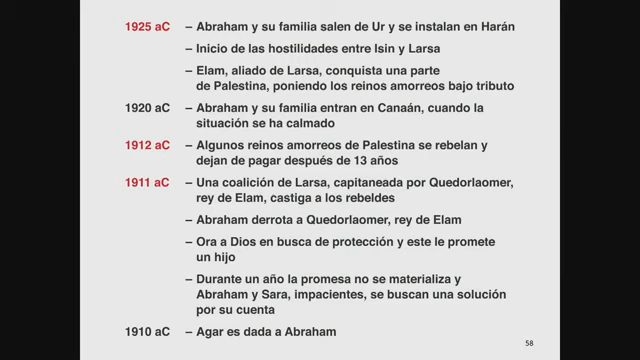 1925 aC – Abraham y su familia salen de Ur y se instalan en Harán
– Inicio de las hostilidades entre Isin y Larsa
– Elam, aliado de Larsa, conquista una parte
de Palestina, poniendo los reinos amorreos bajo tributo
1920 aC – Abraham y su familia entran en Canaán, cuando la
situación se ha calmado
1912 aC – Algunos reinos amorreos de Palestina se rebelan y
dejan de pagar después de 13 años
1911 aC – Una coalición de Larsa, capitaneada por Quedorlaomer,
rey de Elam, castiga a los rebeldes
– Abraham derrota a Quedorlaomer, rey de Elam
– Ora a Dios en busca de protección y este le promete
un hijo
– Durante un año la promesa no se materializa y
Abraham y Sara, impacientes, se buscan una solución
por su cuenta
1910 aC – Agar es dada a Abraham
58